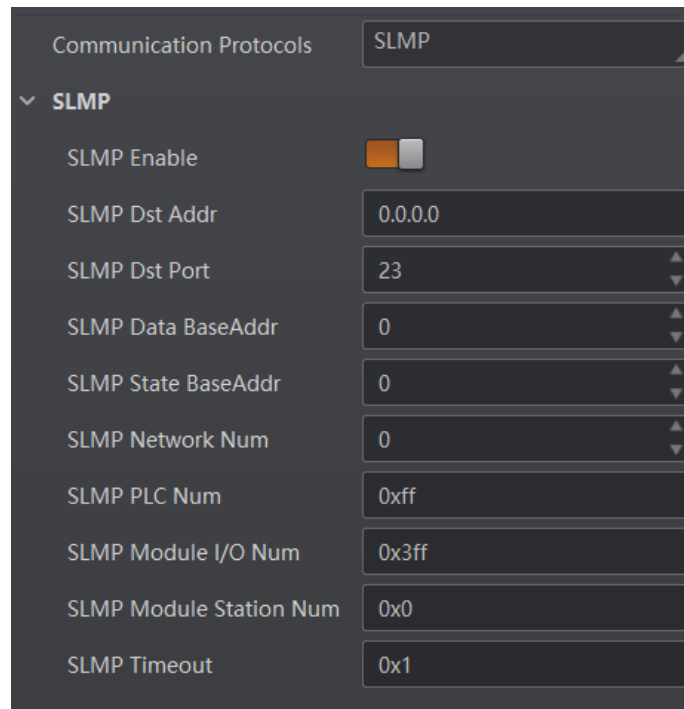 Communication Protocols SLMP
SLMP
SLMP Enable
SLMP Dst Addr 0.0.0.0
SLMP Dst Port 23
SLMP Data BaseAddr 0
SLMP State BaseAddr 0
SLMP Network Num 0
SLMP PLC Num 0xff
SLMP Module I/O Num 0x3ff
SLMP Module Station Num 0x0
SLMP Timeout 0x1